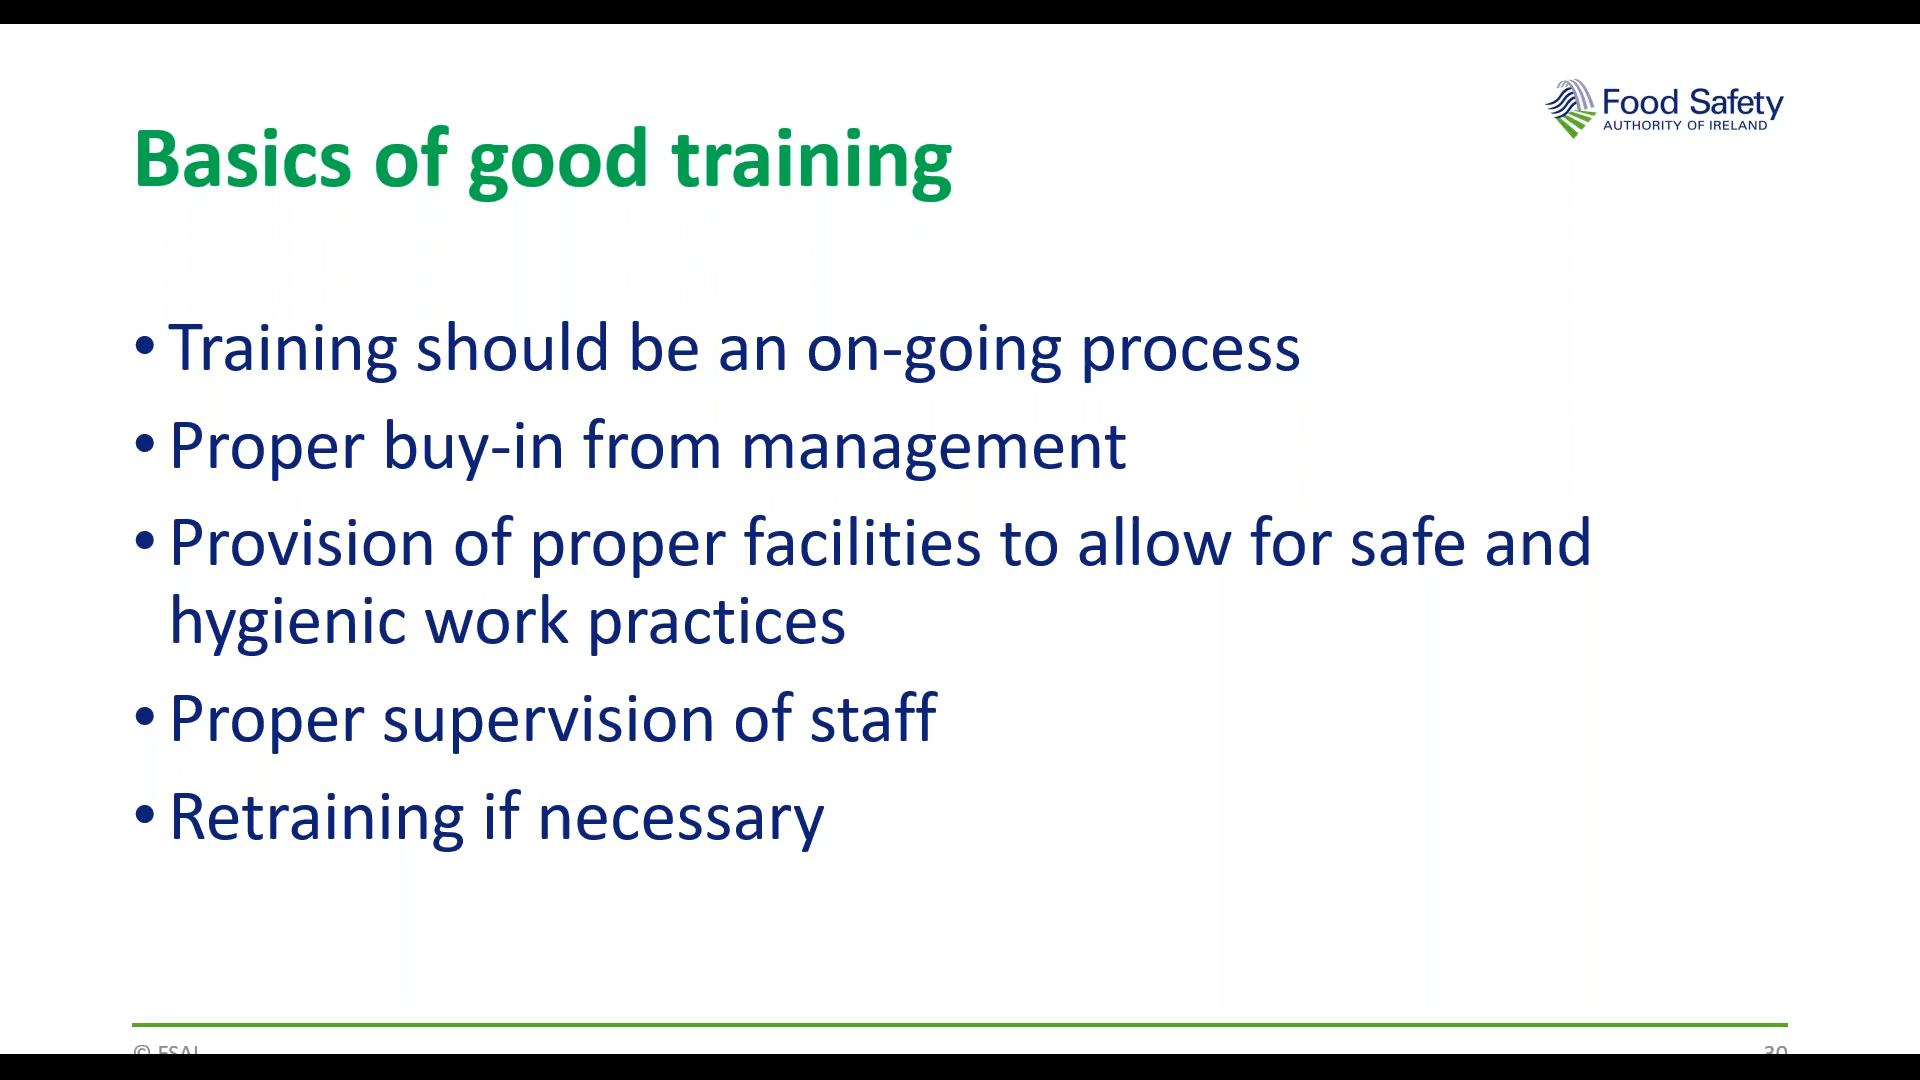 Food Safety
AUTHORITY OF IRELAND
Basics of good training
• Training should be an on-going process
• Proper buy-in from management
• Provision of proper facilities to allow for safe and
hygienic work practices
• Proper supervision of staff
• Retraining if necessary
© FSAI
30